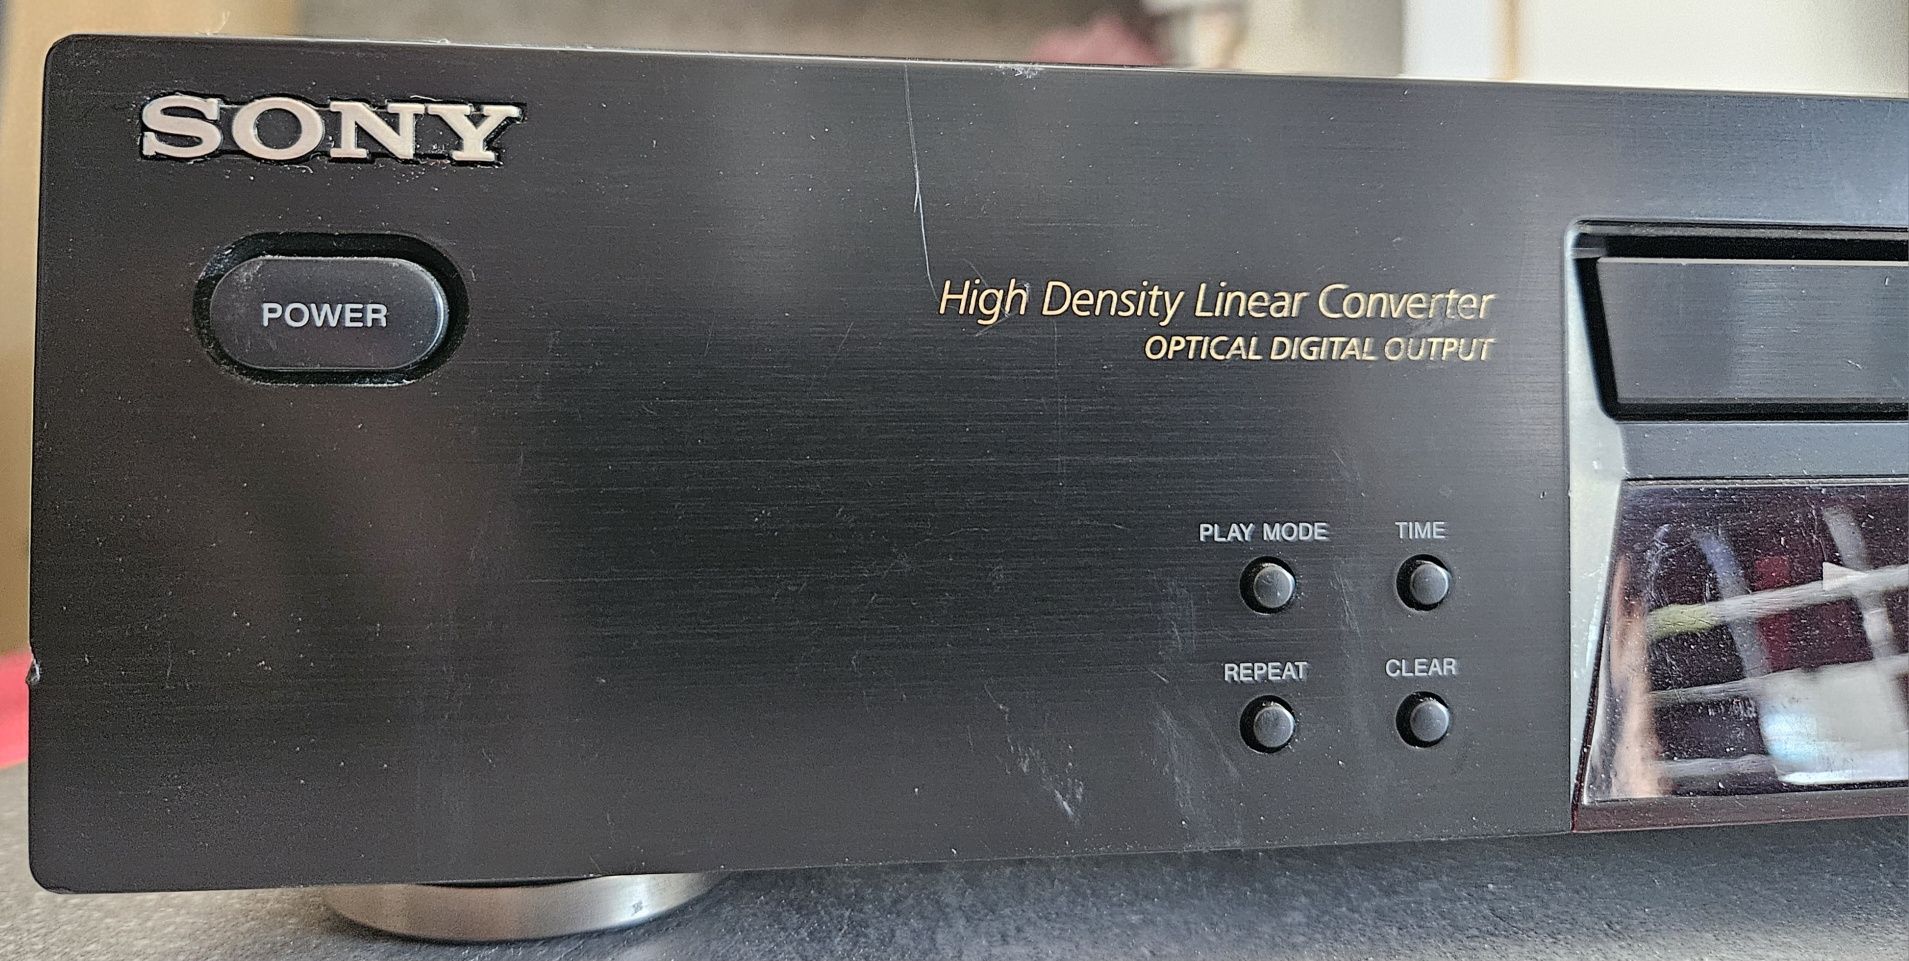 SONY
POWER
High Density Linear Converter
OPTICAL DIGITAL OUTPUT
PLAY MODE TIME
REPEAT CLEAR